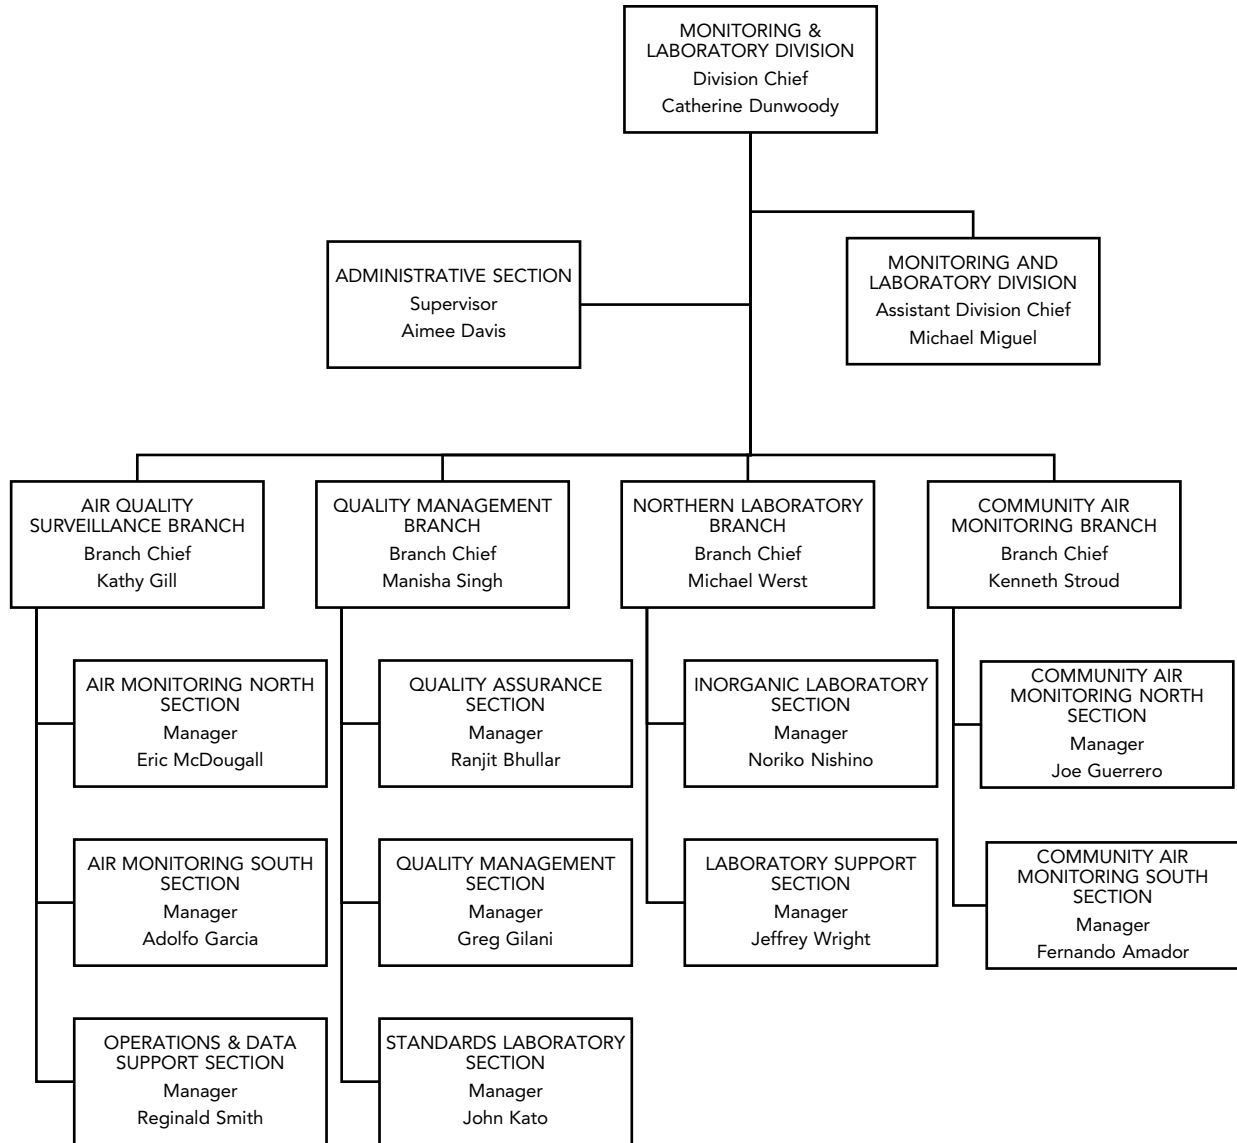 MONITORING &
LABORATORY DIVISION
Division Chief
Catherine Dunwoody
ADMINISTRATIVE SECTION
Supervisor
Aimee Davis
MONITORING AND
LABORATORY DIVISION
Assistant Division Chief
Michael Miguel
AIR QUALITY
SURVEILLANCE BRANCH
Branch Chief
Kathy Gill
QUALITY MANAGEMENT
BRANCH
Branch Chief
Manisha Singh
NORTHERN LABORATORY
BRANCH
Branch Chief
Michael Werst
COMMUNITY AIR
MONITORING BRANCH
Branch Chief
Kenneth Stroud
AIR MONITORING NORTH
SECTION
Manager
Eric McDougall
QUALITY ASSURANCE
SECTION
Manager
Ranjit Bhullar
INORGANIC LABORATORY
SECTION
Manager
Noriko Nishino
COMMUNITY AIR
MONITORING NORTH
SECTION
Manager
Joe Guerrero
AIR MONITORING SOUTH
SECTION
Manager
Adolfo Garcia
QUALITY MANAGEMENT
SECTION
Manager
Greg Gilani
LABORATORY SUPPORT
SECTION
Manager
Jeffrey Wright
COMMUNITY AIR
MONITORING SOUTH
SECTION
Manager
Fernando Amador
OPERATIONS & DATA
SUPPORT SECTION
Manager
Reginald Smith
STANDARDS LABORATORY
SECTION
Manager
John Kato